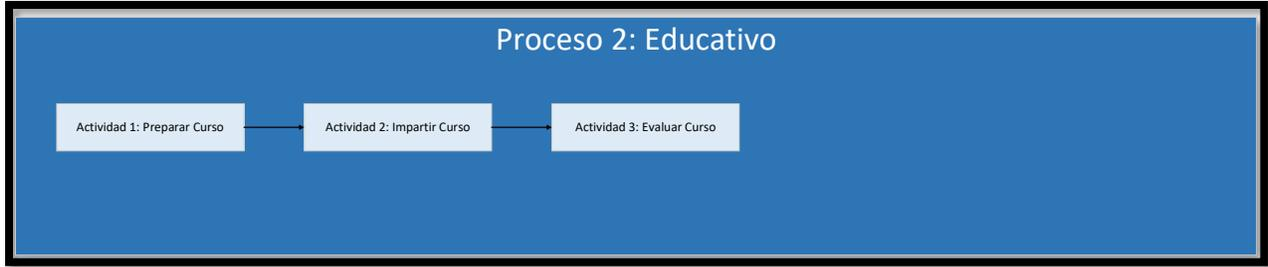 Proceso 2: Educativo
Actividad 1: Preparar Curso
Actividad 2: Impartir Curso
Actividad 3: Evaluar Curso